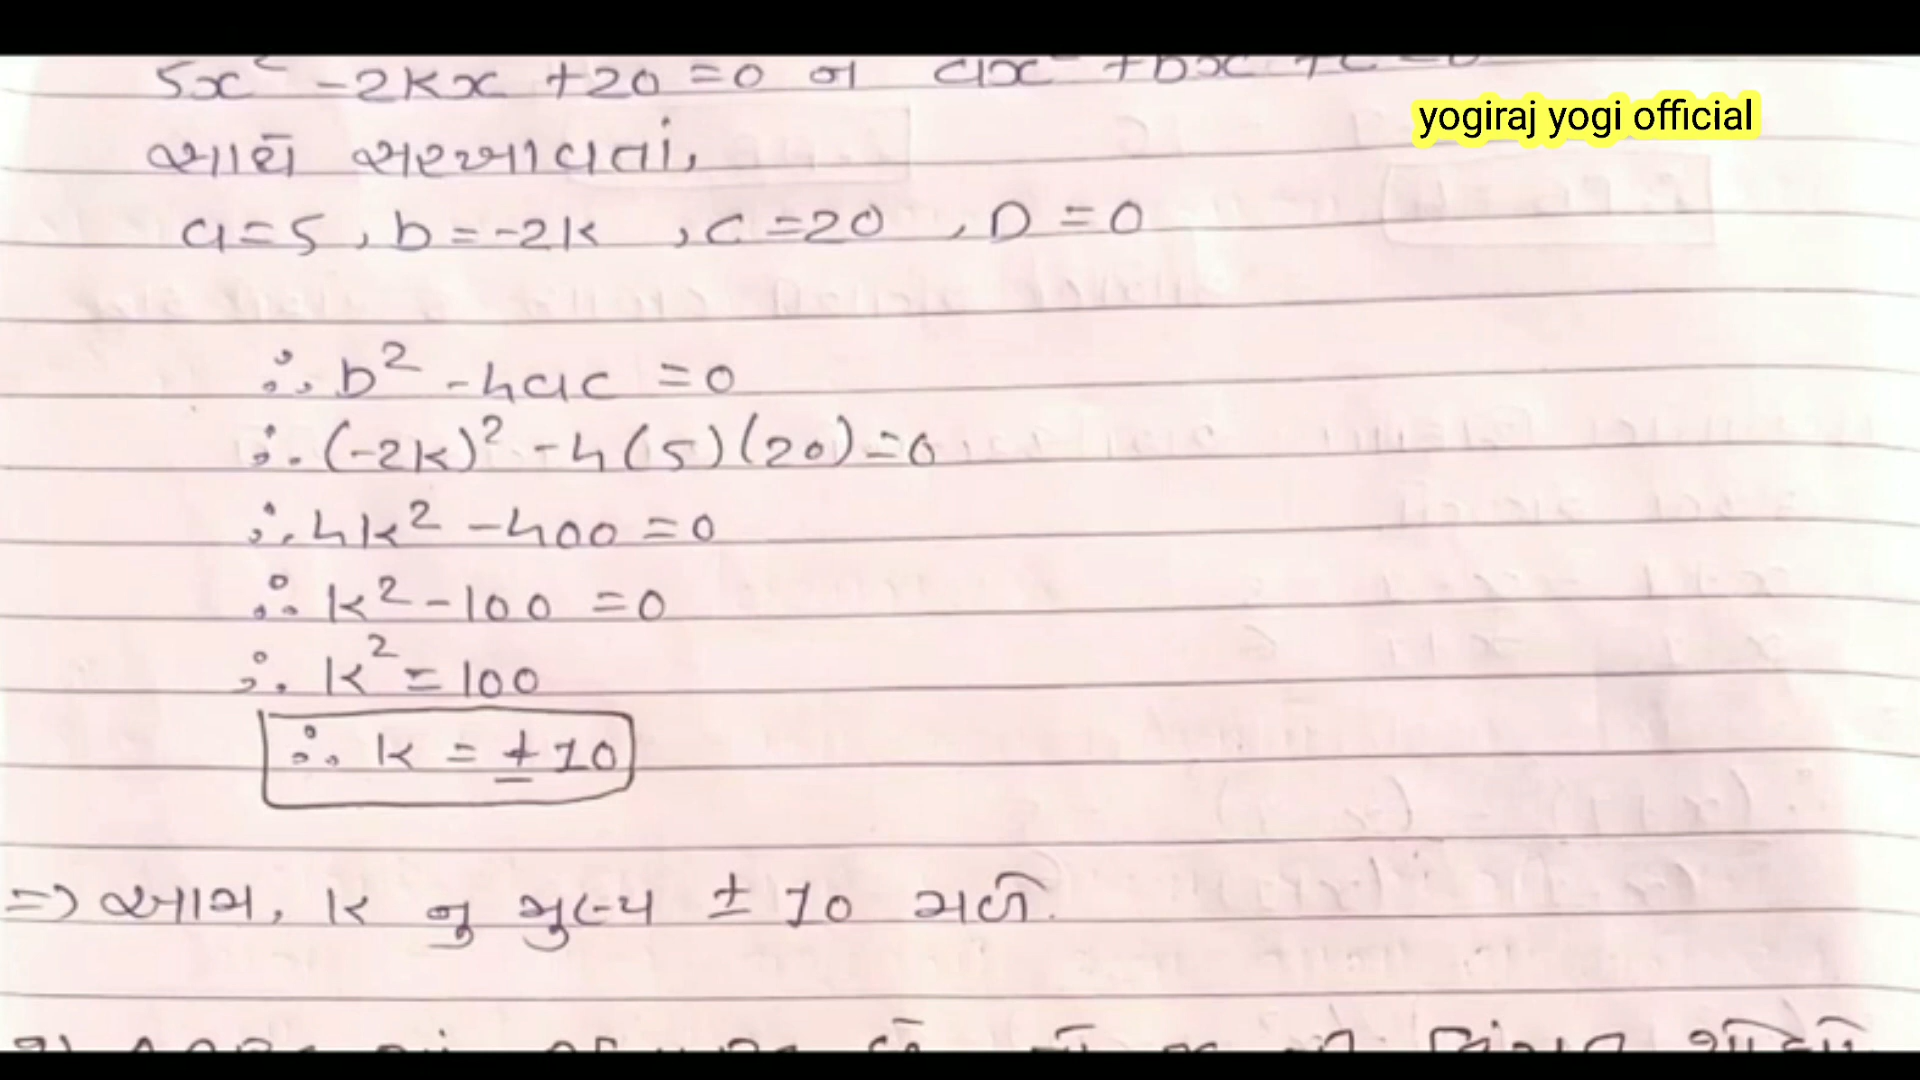 5x² - 2kx + 20 = 0 ને ax² + bx + c = 0
yogiraj yogi official
સાથે સરખાવતાં,
a = 5 , b = -2k , c = 20 , D = 0
∴ b² - 4ac = 0
∴ (-2k)² - 4(5)(20) = 0
∴ 4k² - 400 = 0
∴ k² - 100 = 0
∴ k² = 100
∴ k = ± 10
⇒ આમ, k નુ મુલ્ય ± 10 મળે.